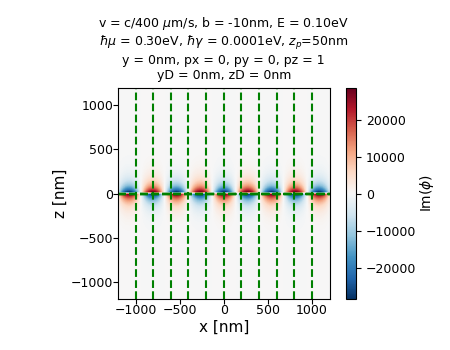 v = c/400 μm/s, b = -10nm, E = 0.10eV
ħμ = 0.30eV, ħγ = 0.0001eV, zₚ=50nm
y = 0nm, px = 0, py = 0, pz = 1
yD = 0nm, zD = 0nm
1000
500
0
−500
−1000
z [nm]
−1000 −500 0 500 1000
x [nm]
20000
10000
0
−10000
−20000
Im(ϕ)